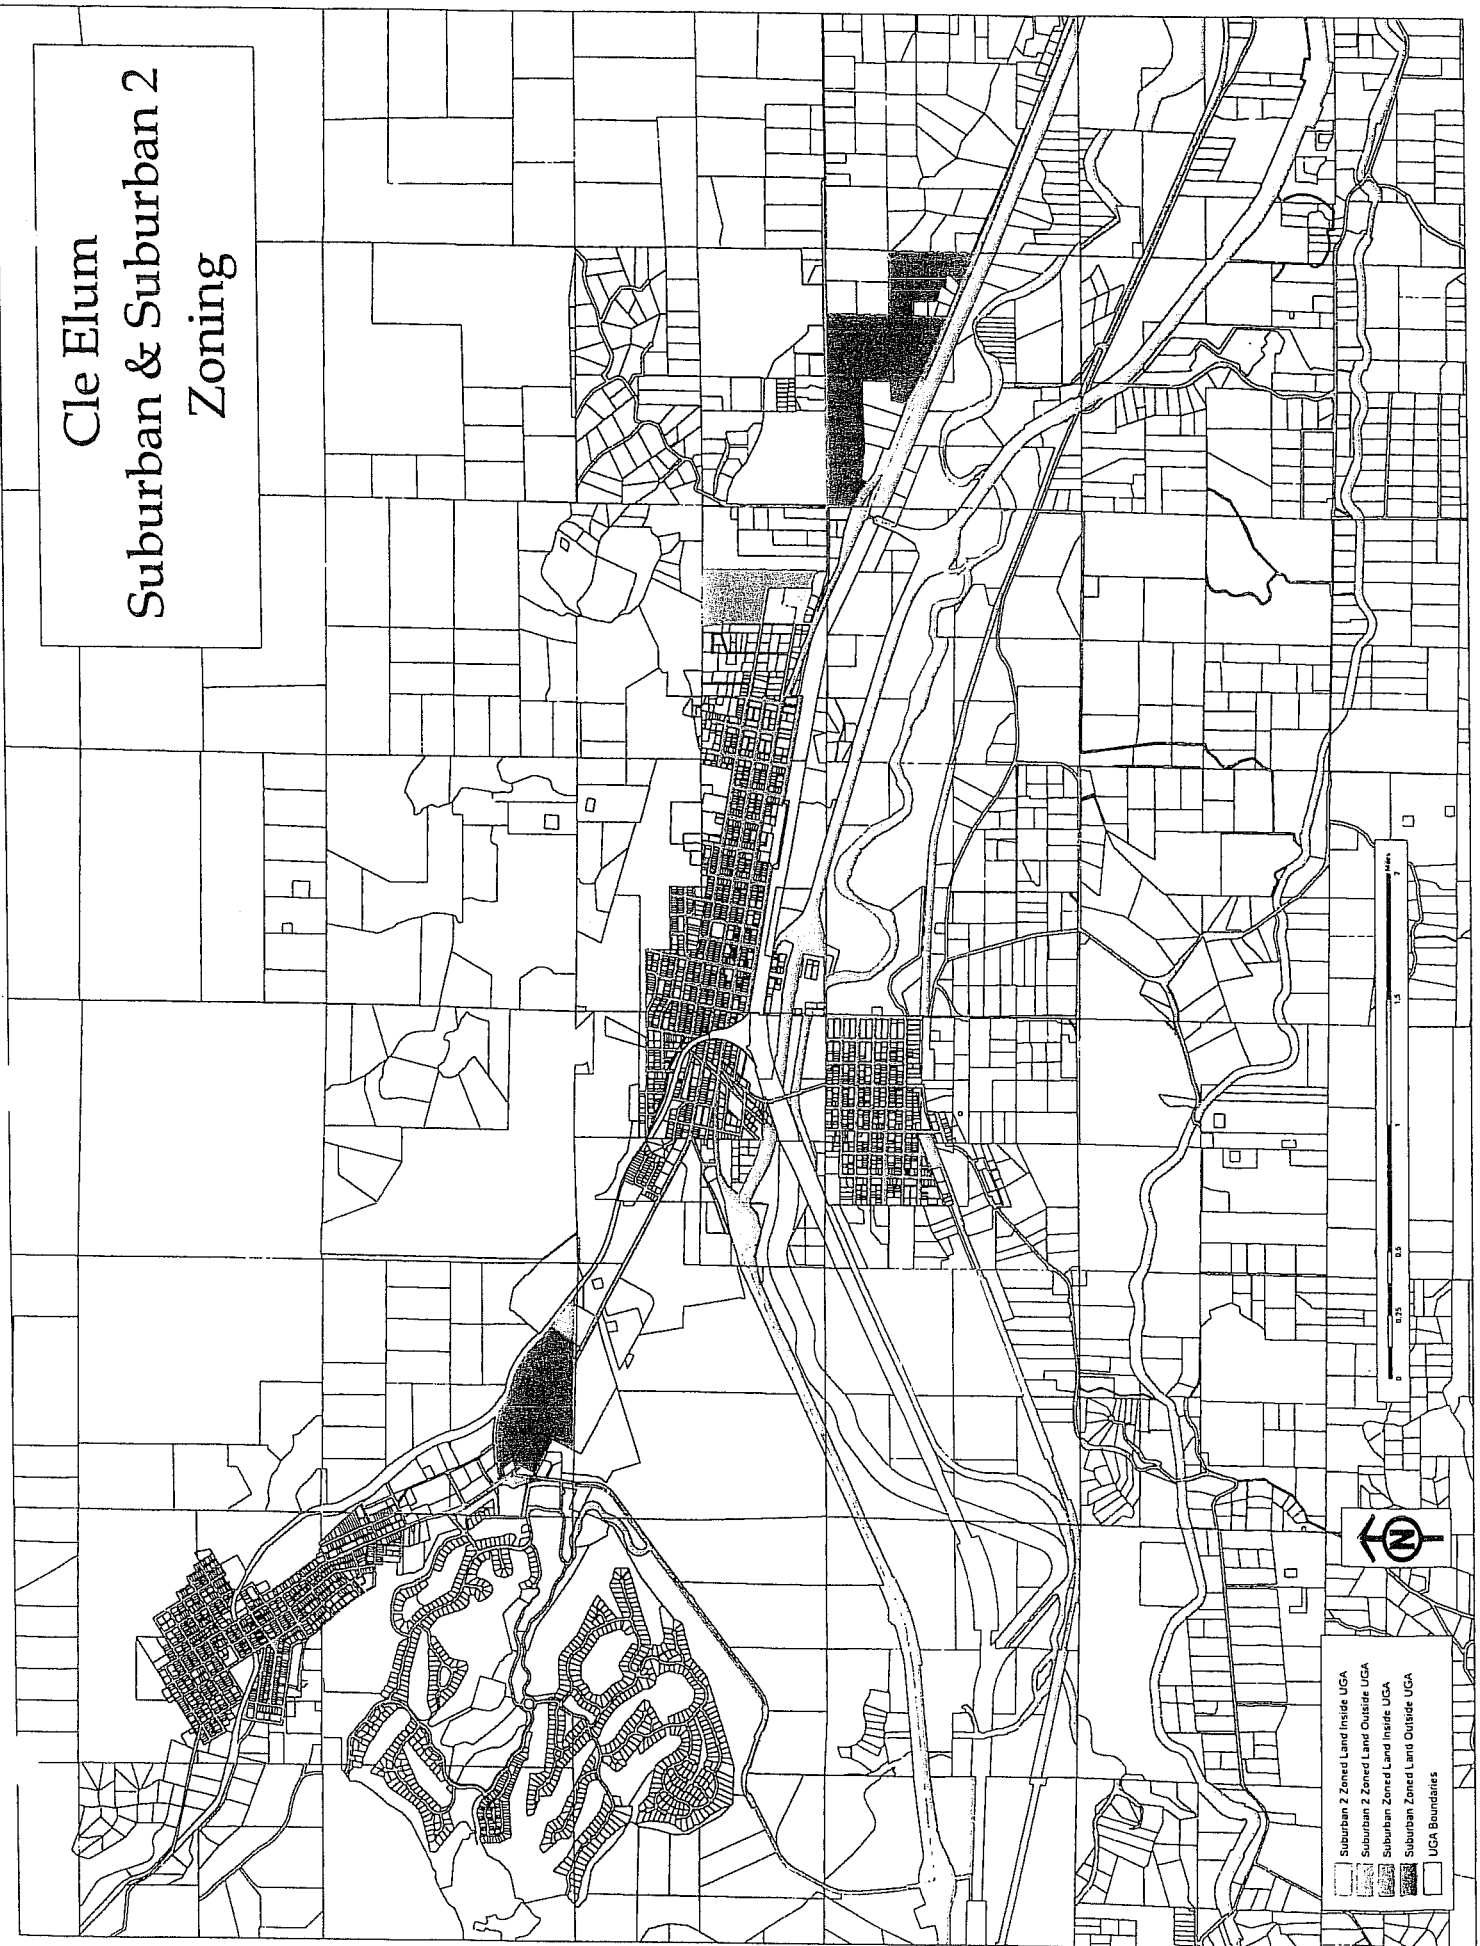 Cle Elum
Suburban & Suburban 2
Zoning
Suburban 2 Zoned Land Inside UGA
Suburban 2 Zoned Land Outside UGA
Suburban Zoned Land Inside UGA
Suburban Zoned Land Outside UGA
UGA Boundaries
N
0 0.25 0.5 1 1.5 2
Miles